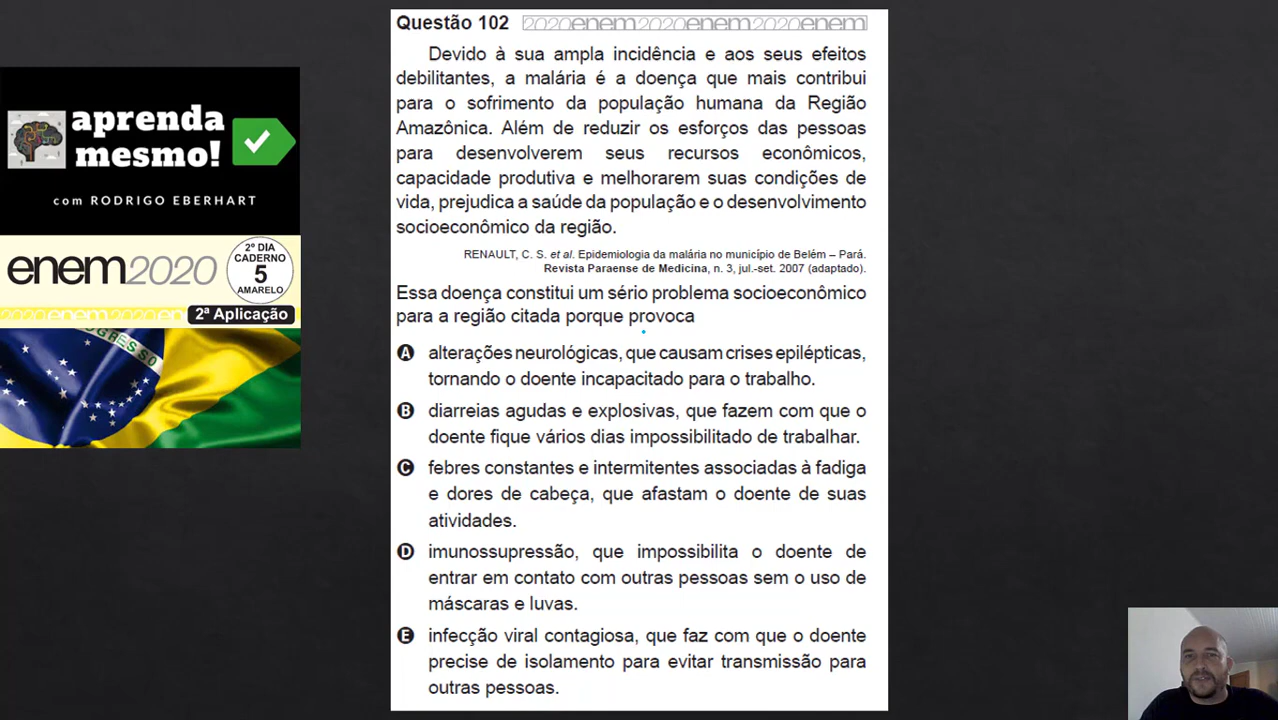 Questão 102
2020enem2020enem2020enem
Devido à sua ampla incidência e aos seus efeitos
debilitantes, a malária é a doença que mais contribui
para o sofrimento da população humana da Região
Amazônica. Além de reduzir os esforços das pessoas
para desenvolverem seus recursos econômicos,
capacidade produtiva e melhorarem suas condições de
vida, prejudica a saúde da população e o desenvolvimento
socioeconômico da região.
RENAULT, C. S. et al. Epidemiologia da malária no município de Belém – Pará.
Revista Paraense de Medicina, n. 3, jul.-set. 2007 (adaptado).
Essa doença constitui um sério problema socioeconômico
para a região citada porque provoca
A alterações neurológicas, que causam crises epilépticas,
tornando o doente incapacitado para o trabalho.
B diarreias agudas e explosivas, que fazem com que o
doente fique vários dias impossibilitado de trabalhar.
C febres constantes e intermitentes associadas à fadiga
e dores de cabeça, que afastam o doente de suas
atividades.
D imunossupressão, que impossibilita o doente de
entrar em contato com outras pessoas sem o uso de
máscaras e luvas.
E infecção viral contagiosa, que faz com que o doente
precise de isolamento para evitar transmissão para
outras pessoas.
aprenda
mesmo!
com RODRIGO EBERHART
enem2020
2º DIA
CADERNO
5
AMARELO
2ª Aplicação